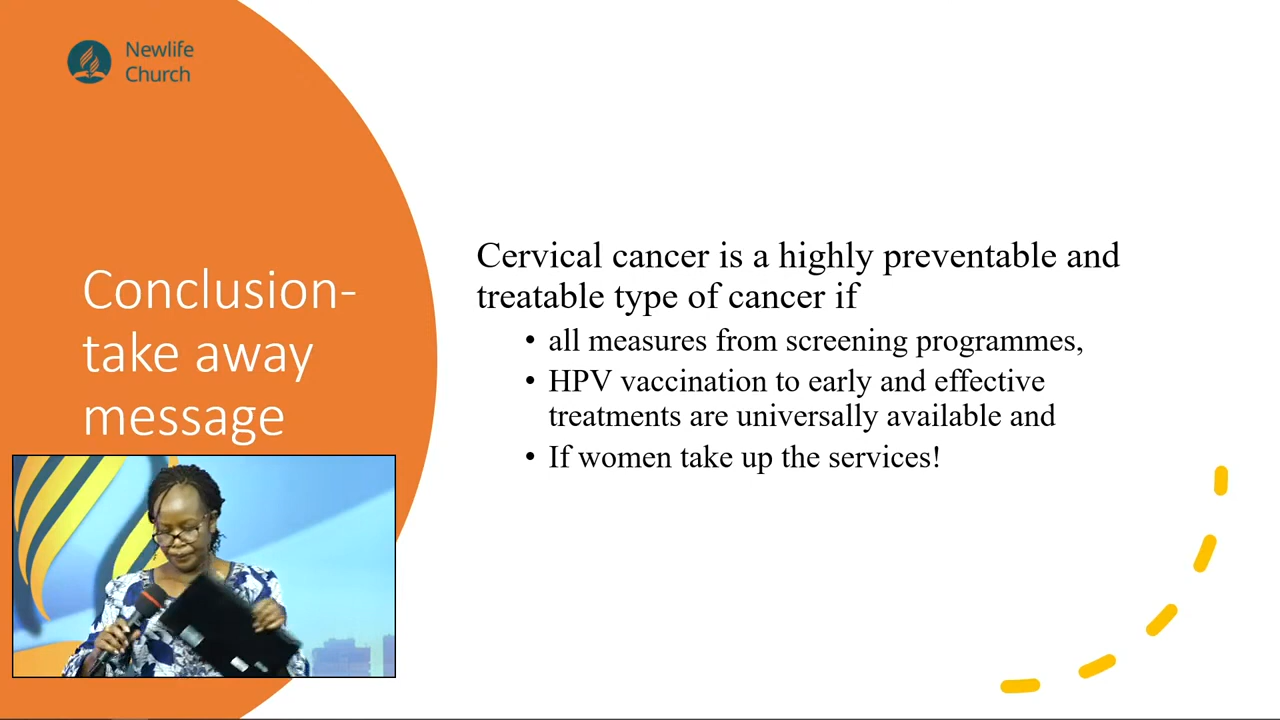 Newlife
Church
Conclusion-
take away
message
Cervical cancer is a highly preventable and
treatable type of cancer if
• all measures from screening programmes,
• HPV vaccination to early and effective
treatments are universally available and
• If women take up the services!